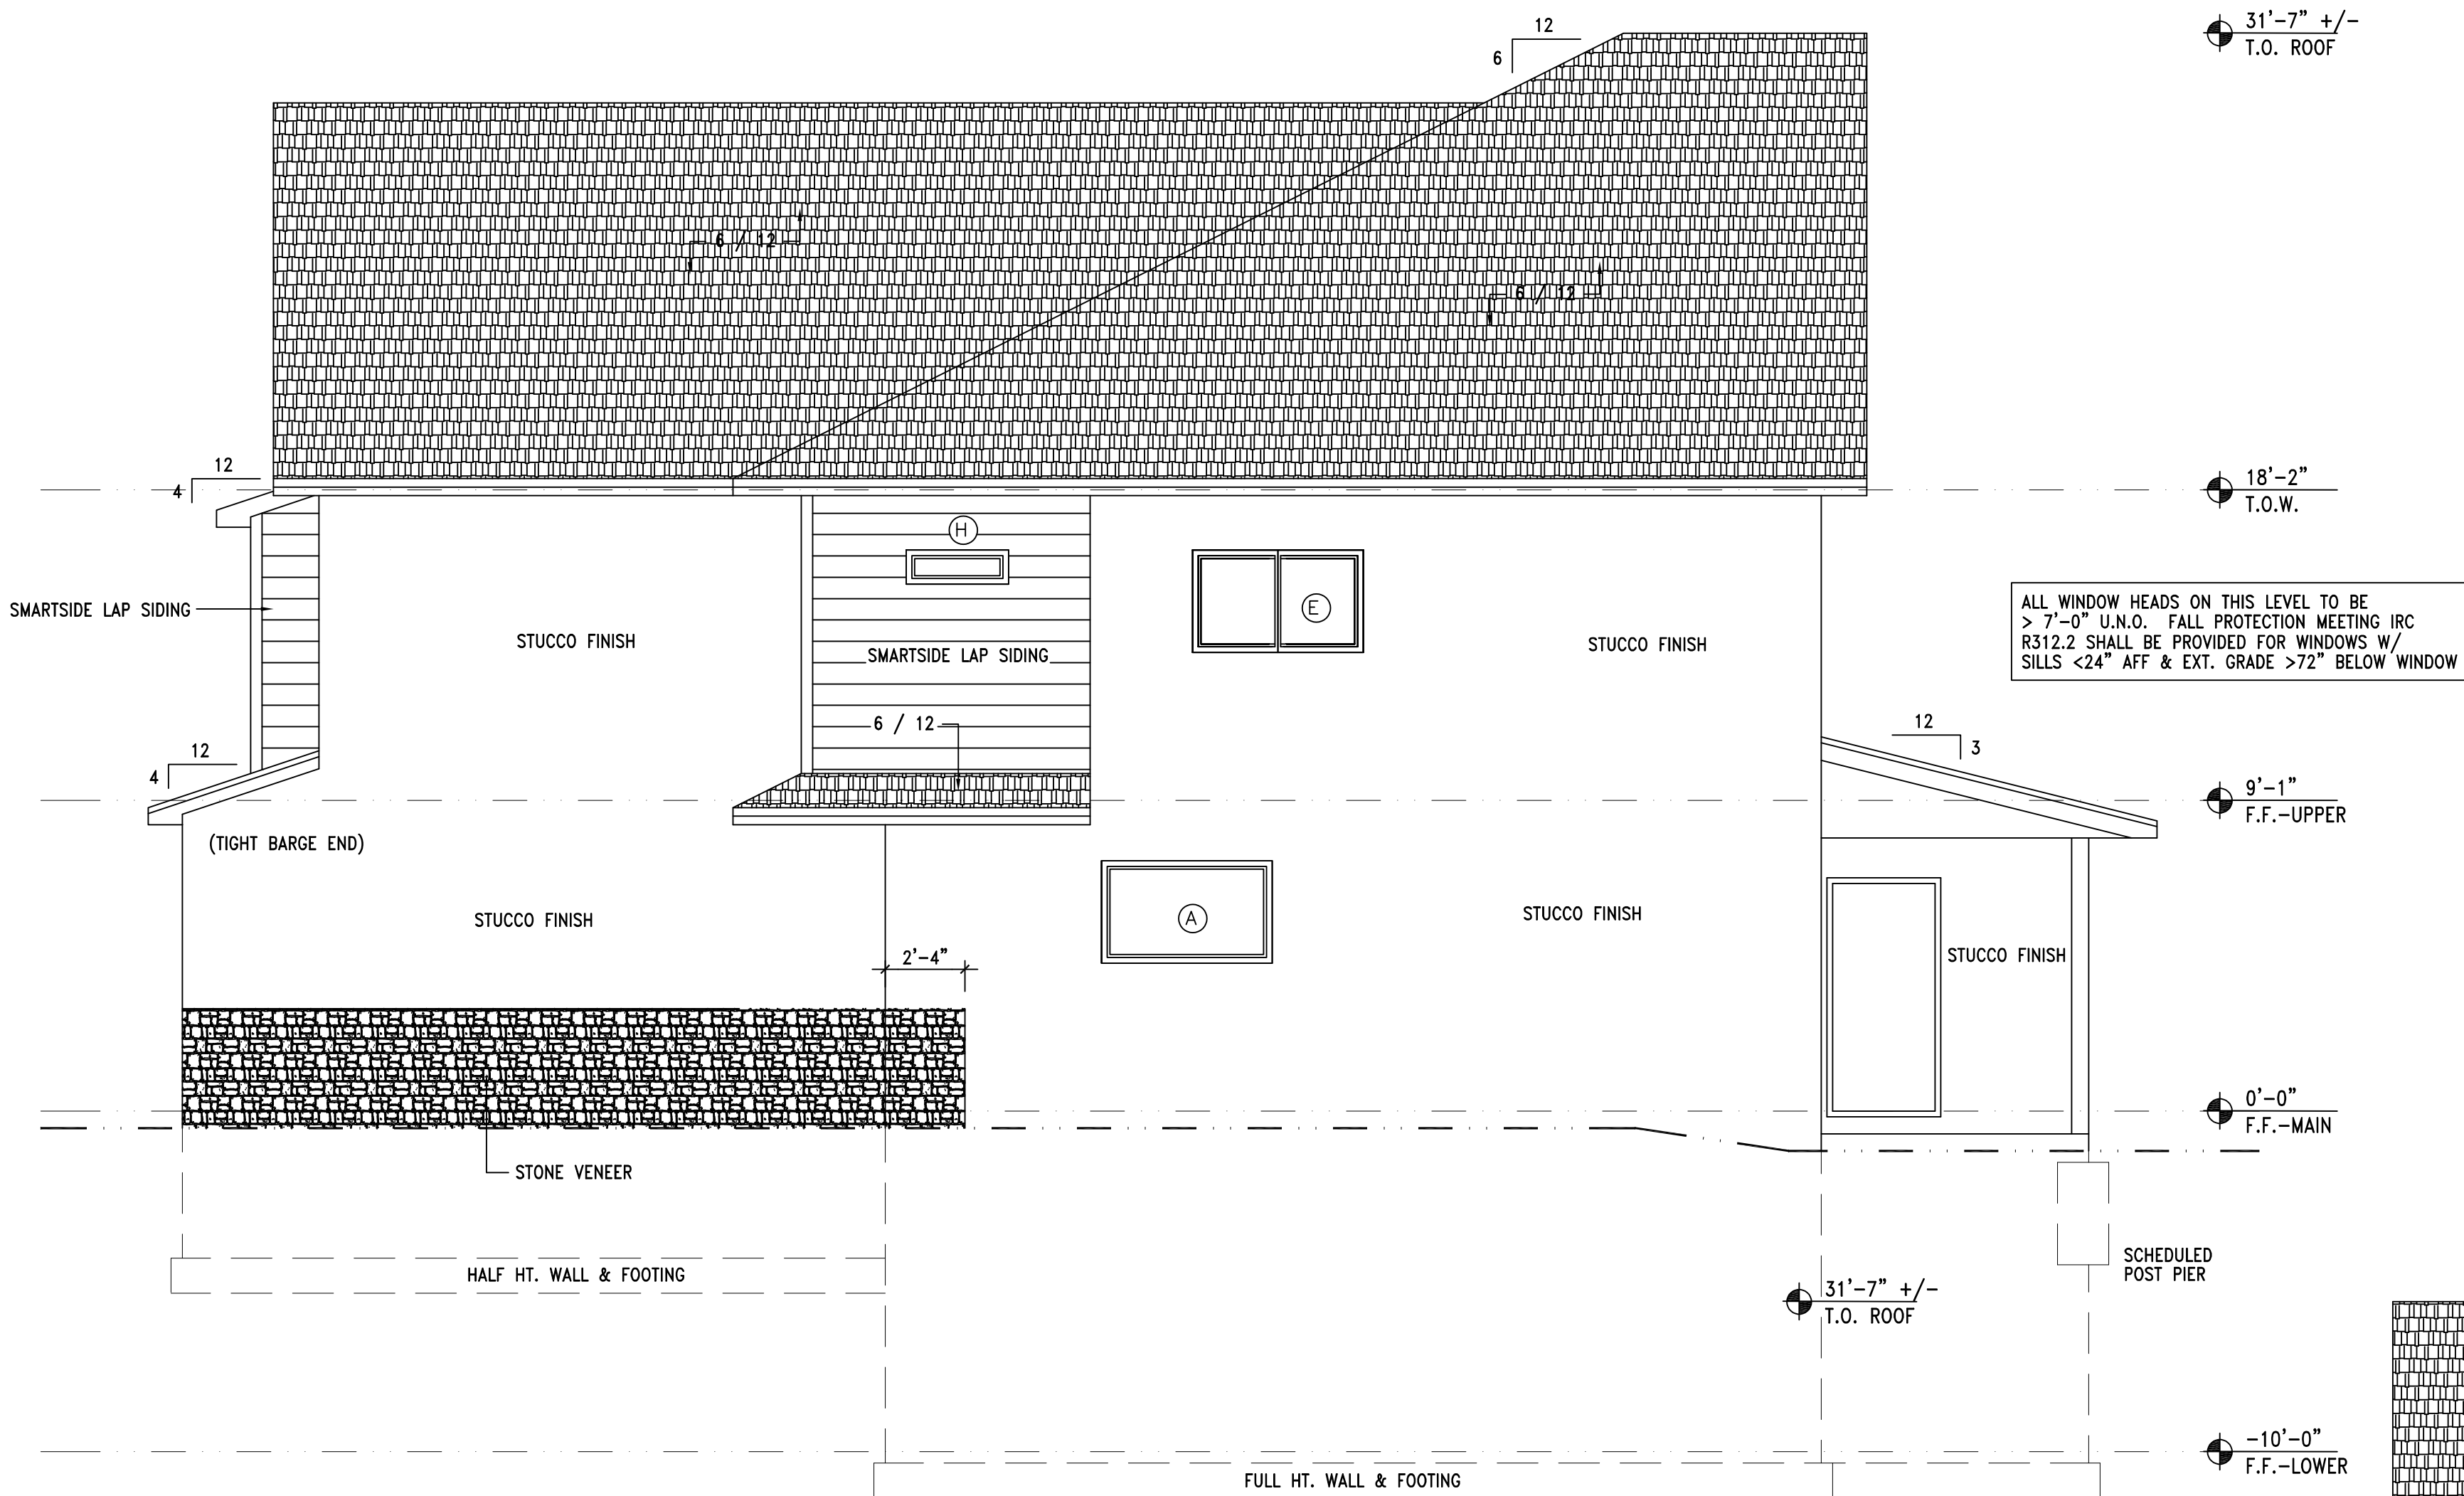 31'-7" +/-
T.O. ROOF
12
6
6 / 12
6 / 12
12
4
18'-2"
T.O.W.
H
E
SMARTSIDE LAP SIDING
ALL WINDOW HEADS ON THIS LEVEL TO BE
> 7'-0" U.N.O. FALL PROTECTION MEETING IRC
R312.2 SHALL BE PROVIDED FOR WINDOWS W/
SILLS <24" AFF & EXT. GRADE >72" BELOW WINDOW
STUCCO FINISH
SMARTSIDE LAP SIDING
STUCCO FINISH
6 / 12
12
3
12
4
9'-1"
F.F.-UPPER
(TIGHT BARGE END)
STUCCO FINISH
A
STUCCO FINISH
STUCCO FINISH
2'-4"
0'-0"
F.F.-MAIN
STONE VENEER
HALF HT. WALL & FOOTING
SCHEDULED
POST PIER
31'-7" +/-
T.O. ROOF
-10'-0"
F.F.-LOWER
FULL HT. WALL & FOOTING